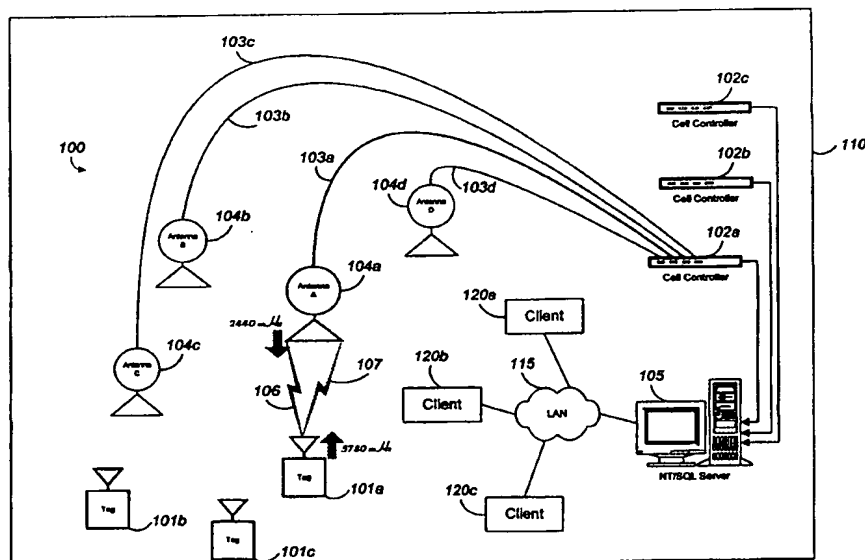 103c
102c
103b
Cell Controller
100
103a
110
102b
104d
103d
Antenna
D
Cell Controller
Antenna
B
104b
102a
Cell Controller
Antenna
A
104a
120a
Client
2440
104c
Antenna
C
107
120b
115
105
106
Client
LAN
5780
NT/SQL Server
Tag
101a
120c
Client
Tag
101b
Tag
101c